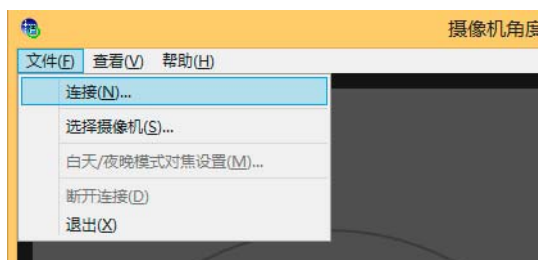 摄像机角度
文件(F) 查看(V) 帮助(H)
连接(N)...
选择摄像机(S)...
白天/夜晚模式对焦设置(M)...
断开连接(D)
退出(X)